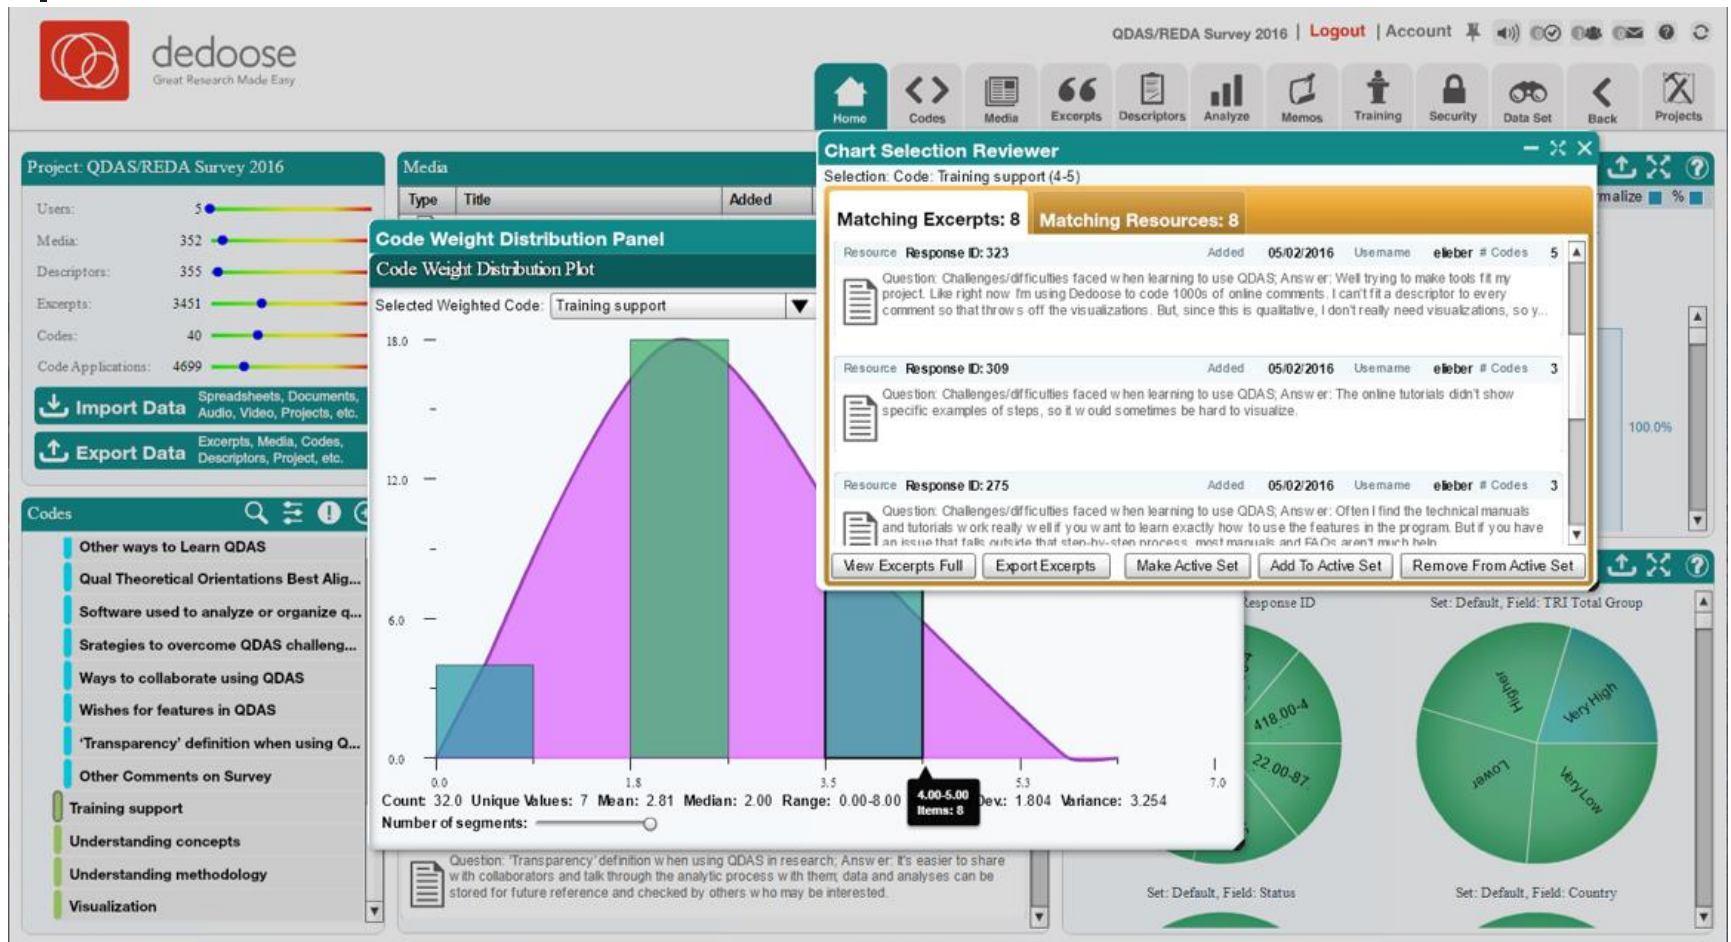 dedoose
Great Research Made Easy
QDAS/REDA Survey 2016 | Logout | Account
Home
Codes
Media
Excerpts
Descriptors
Analyze
Memos
Training
Security
Data Set
Back
Projects
Project: QDAS/REDA Survey 2016
Users: 5
Media: 352
Descriptors: 355
Excerpts: 3451
Codes: 40
Code Applications: 4699
Import Data Spreadsheets, Documents,
Audio, Video, Projects, etc.
Export Data Excerpts, Media, Codes,
Descriptors, Project, etc.
Codes
Other ways to Learn QDAS
Qual Theoretical Orientations Best Alig...
Software used to analyze or organize q...
Srategies to overcome QDAS challeng...
Ways to collaborate using QDAS
Wishes for features in QDAS
'Transparency' definition when using Q...
Other Comments on Survey
Training support
Understanding concepts
Understanding methodology
Visualization
Media
Type Title Added
Code Weight Distribution Panel
Code Weight Distribution Plot
Selected Weighted Code: Training support
18.0
12.0
6.0
0.0
0.0 1.8 3.5 5.3 7.0
Count: 32.0 Unique Values: 7 Mean: 2.81 Median: 2.00 Range: 0.00-8.00 Dev.: 1.804 Variance: 3.254
4.00-5.00
Items: 8
Number of segments:
Question: 'Transparency' definition when using QDAS in research; Answer: It's easier to share
with collaborators and talk through the analytic process with them; data and analyses can be
stored for future reference and checked by others who may be interested.
Chart Selection Reviewer
Selection: Code: Training support (4-5)
Matching Excerpts: 8 Matching Resources: 8
Resource Response ID: 323 Added 05/02/2016 Username elieber # Codes 5
Question: Challenges/difficulties faced when learning to use QDAS; Answer: Well trying to make tools fit my
project. Like right now I'm using Dedoose to code 1000s of online comments. I can't fit a descriptor to every
comment so that throws off the visualizations. But, since this is qualitative, I don't really need visualizations, so y...
Resource Response ID: 309 Added 05/02/2016 Username elieber # Codes 3
Question: Challenges/difficulties faced when learning to use QDAS; Answer: The online tutorials didn't show
specific examples of steps, so it would sometimes be hard to visualize.
Resource Response ID: 275 Added 05/02/2016 Username elieber # Codes 3
Question: Challenges/difficulties faced when learning to use QDAS; Answer: Often I find the technical manuals
and tutorials work really well if you want to learn exactly how to use the features in the program. But if you have
an issue that falls outside that step-by-step process, most manuals and FAQs aren't much help.
View Excerpts Full
Export Excerpts
Make Active Set
Add To Active Set
Remove From Active Set
malize %
100.0%
esponse ID
418.00-4
22.00-87.
Set: Default, Field: TRI Total Group
Higher
Very High
Lower
Very Low
Set: Default, Field: Status
Set: Default, Field: Country